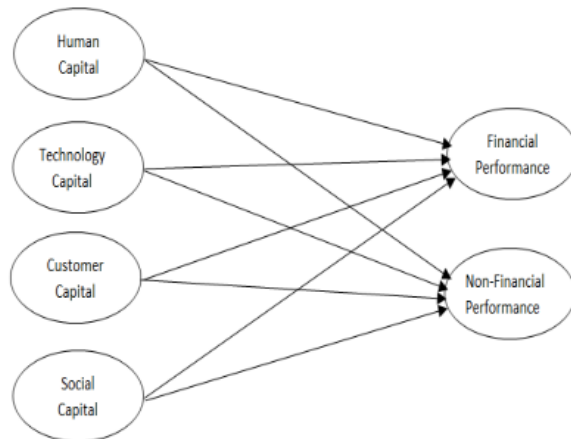 Human
Capital
Technology
Capital
Customer
Capital
Social
Capital
Financial
Performance
Non-Financial
Performance